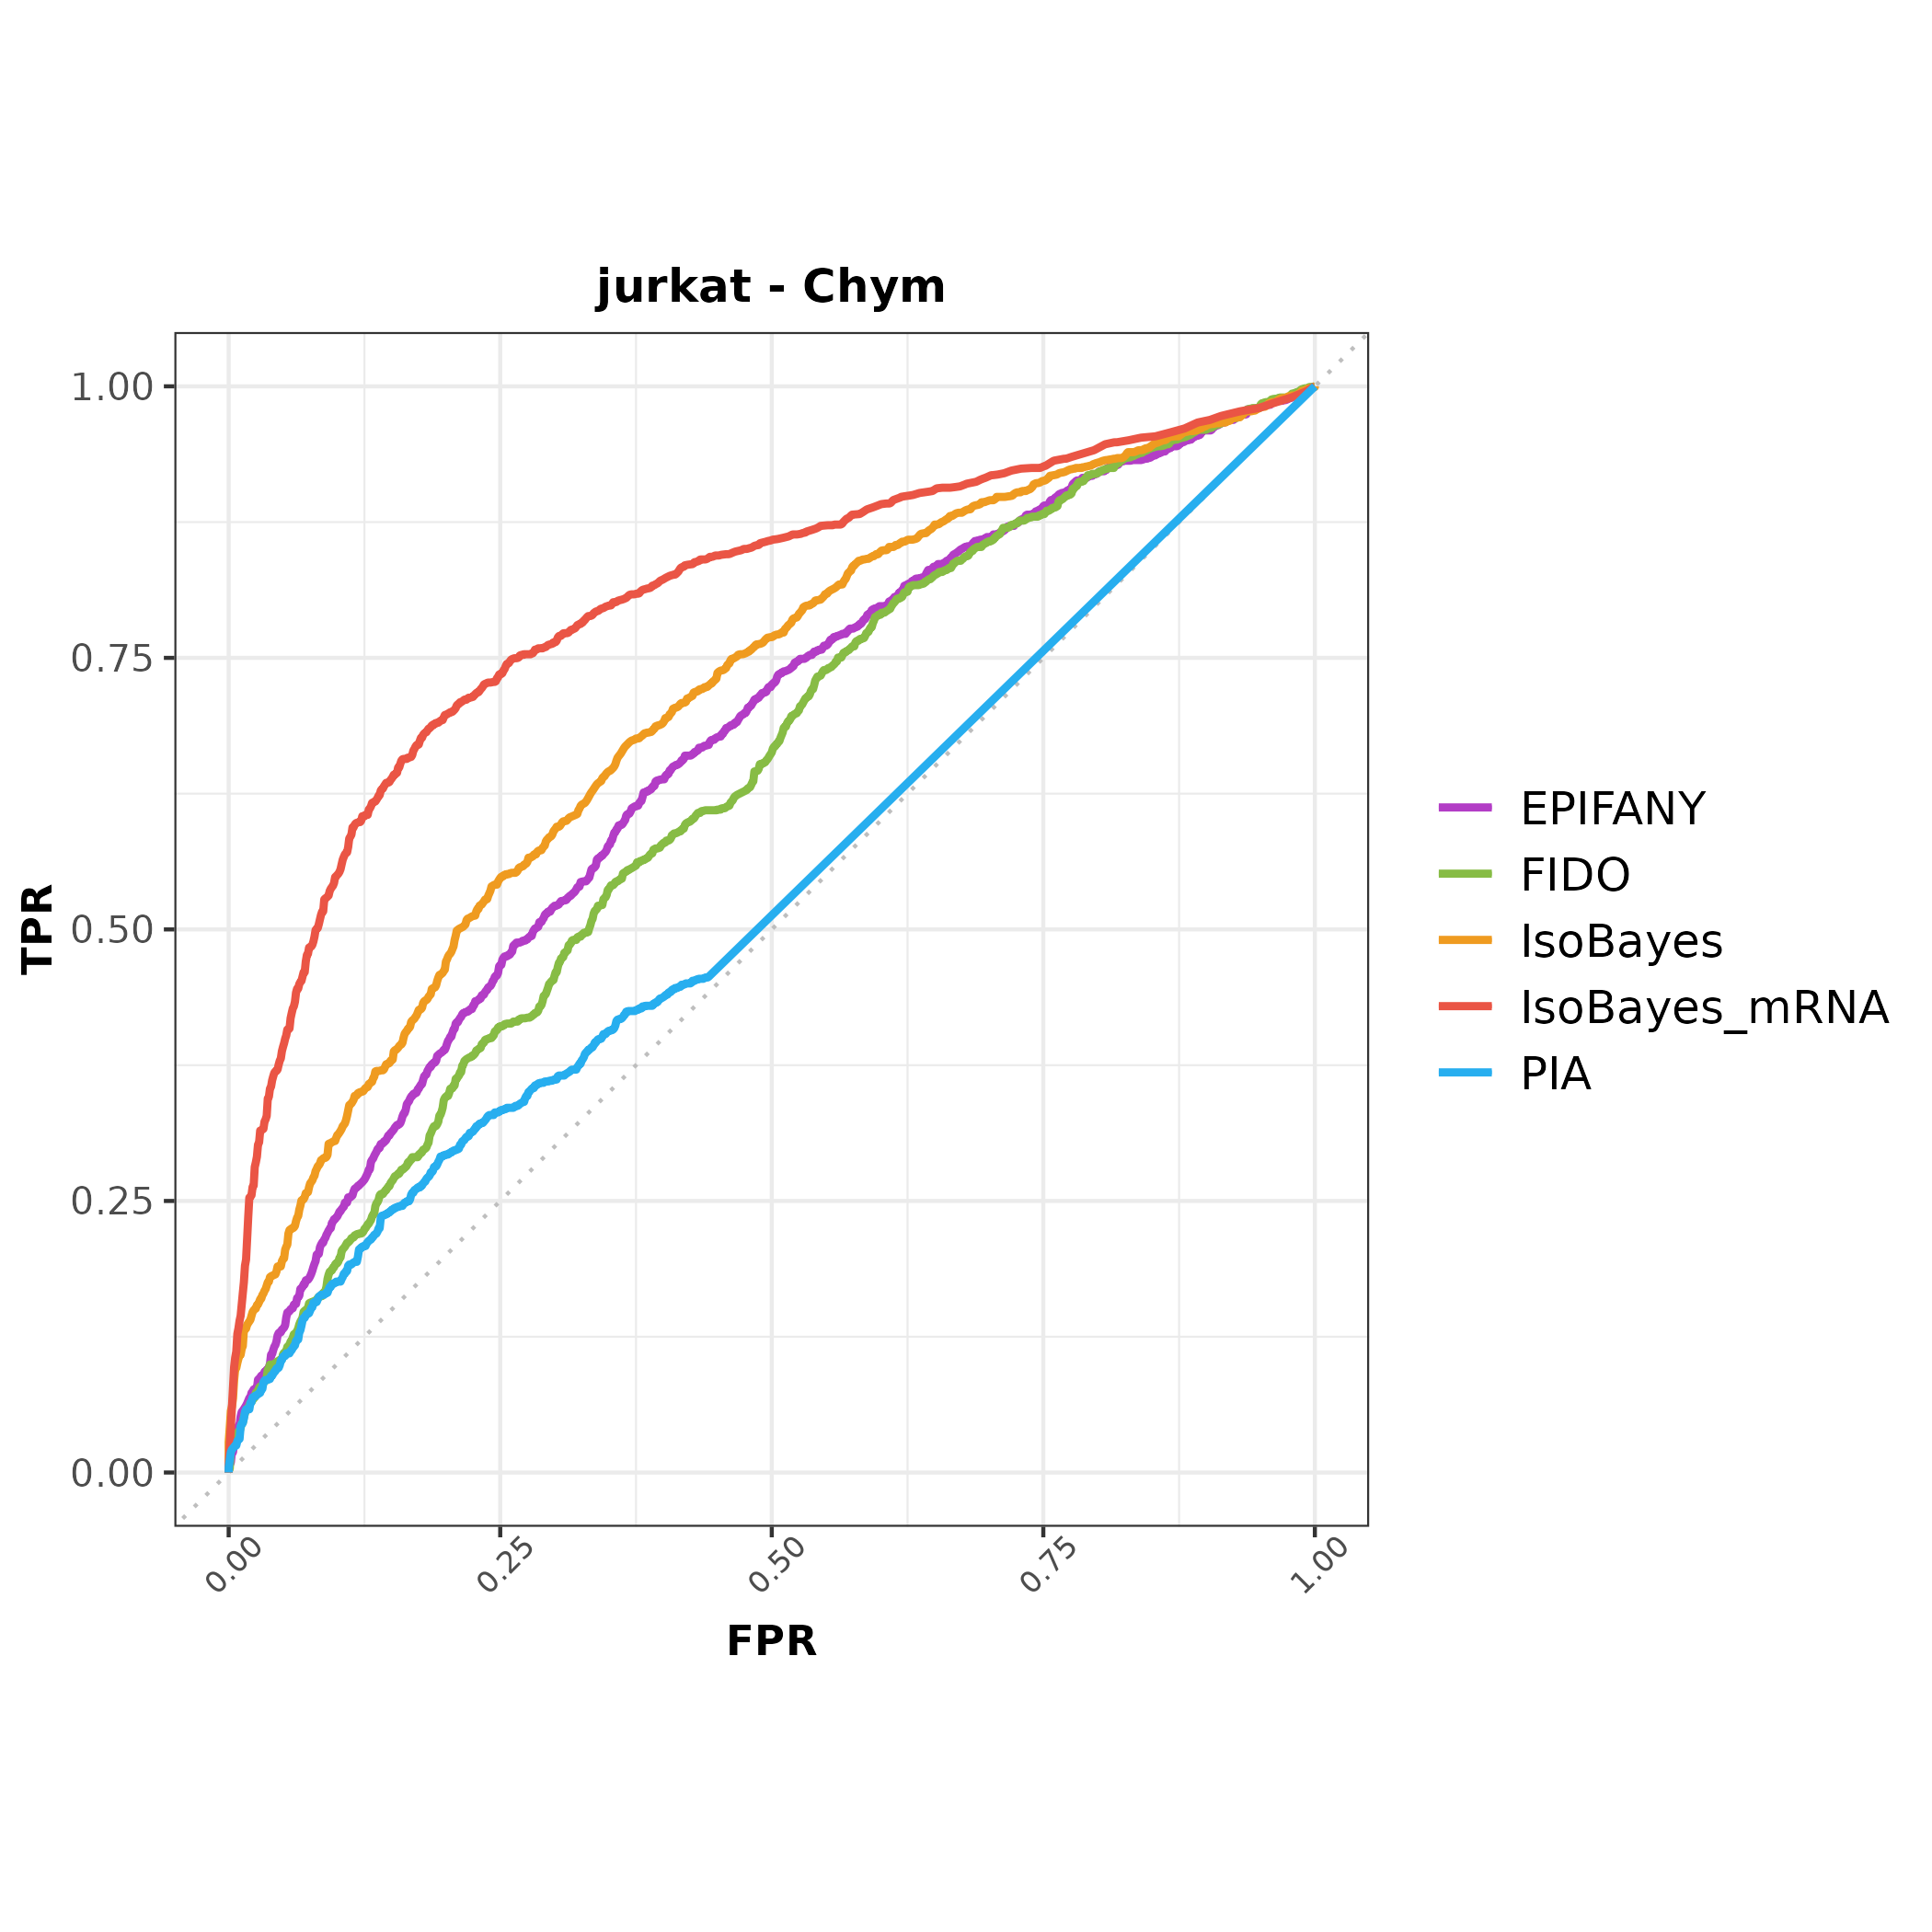 jurkat - Chym
1.00
0.75
0.50
0.25
0.00
TPR
0.00
0.25
0.50
0.75
1.00
FPR
EPIFANY
FIDO
IsoBayes
IsoBayes_mRNA
PIA